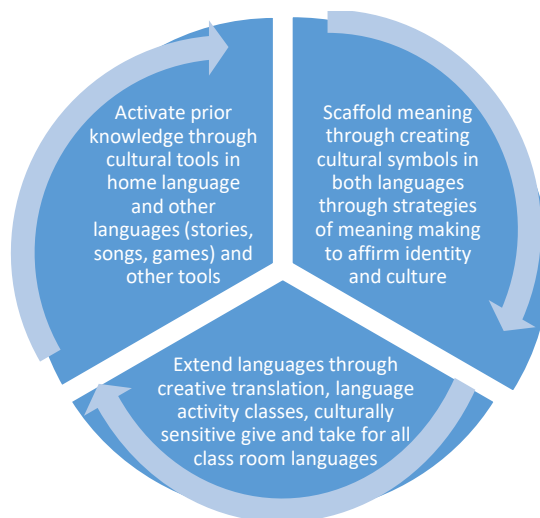 Activate prior
knowledge through
cultural tools in
home language
and other
languages (stories,
songs, games) and
other tools
Scaffold meaning
through creating
cultural symbols in
both languages
through strategies
of meaning making
to affirm identity
and culture
Extend languages through
creative translation, language
activity classes, culturally
sensitive give and take for all
class room languages